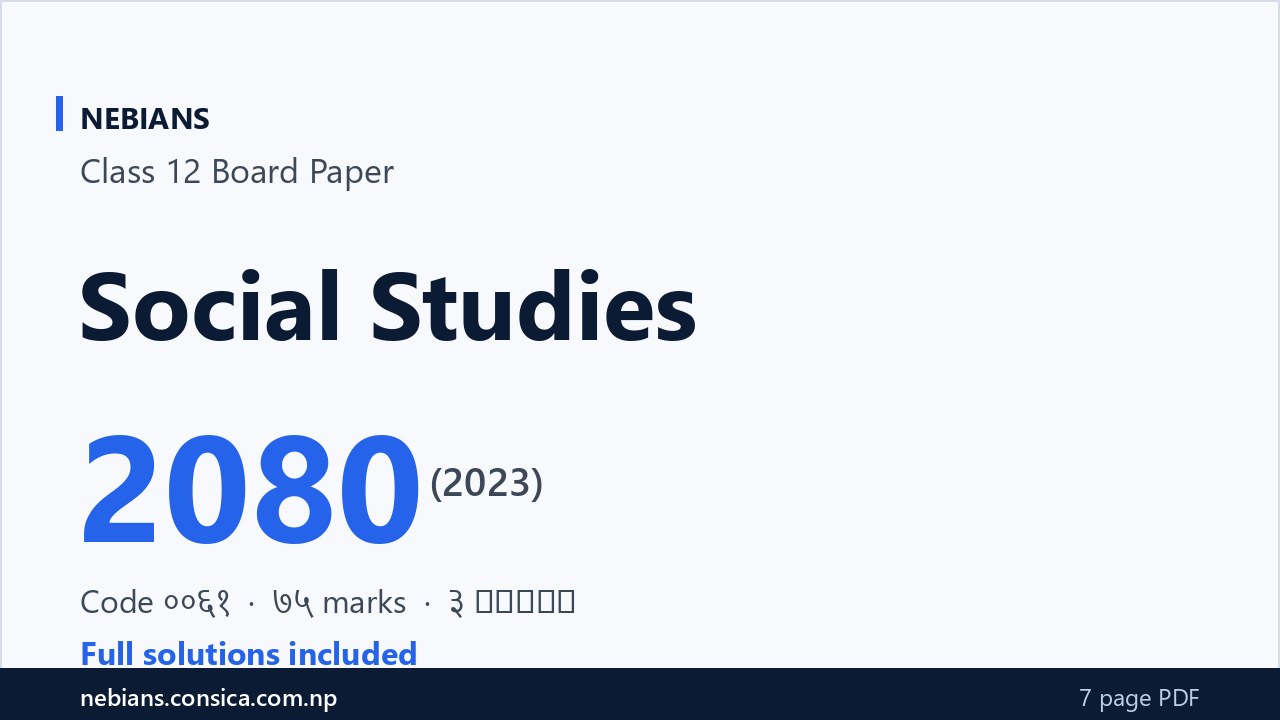 NEBIANS
Class 12 Board Paper
Social Studies
2080 (2023)
Code ००६१ · ७५ marks · ३
Full solutions included
nebians.consica.com.np
7 page PDF